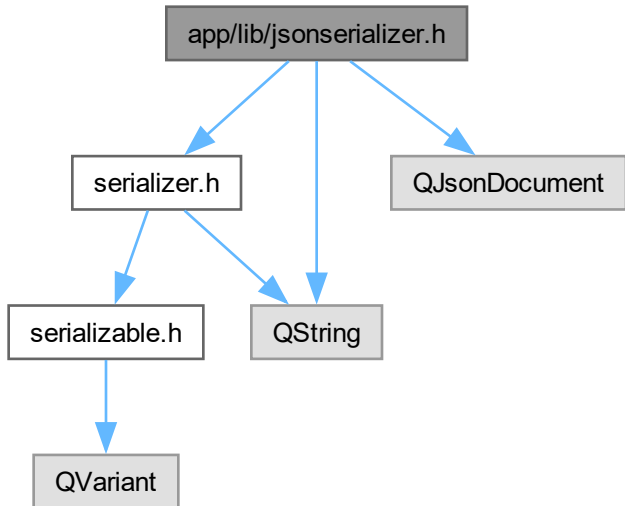 app/lib/jsonserializer.h
serializer.h
QJsonDocument
serializable.h
QString
QVariant